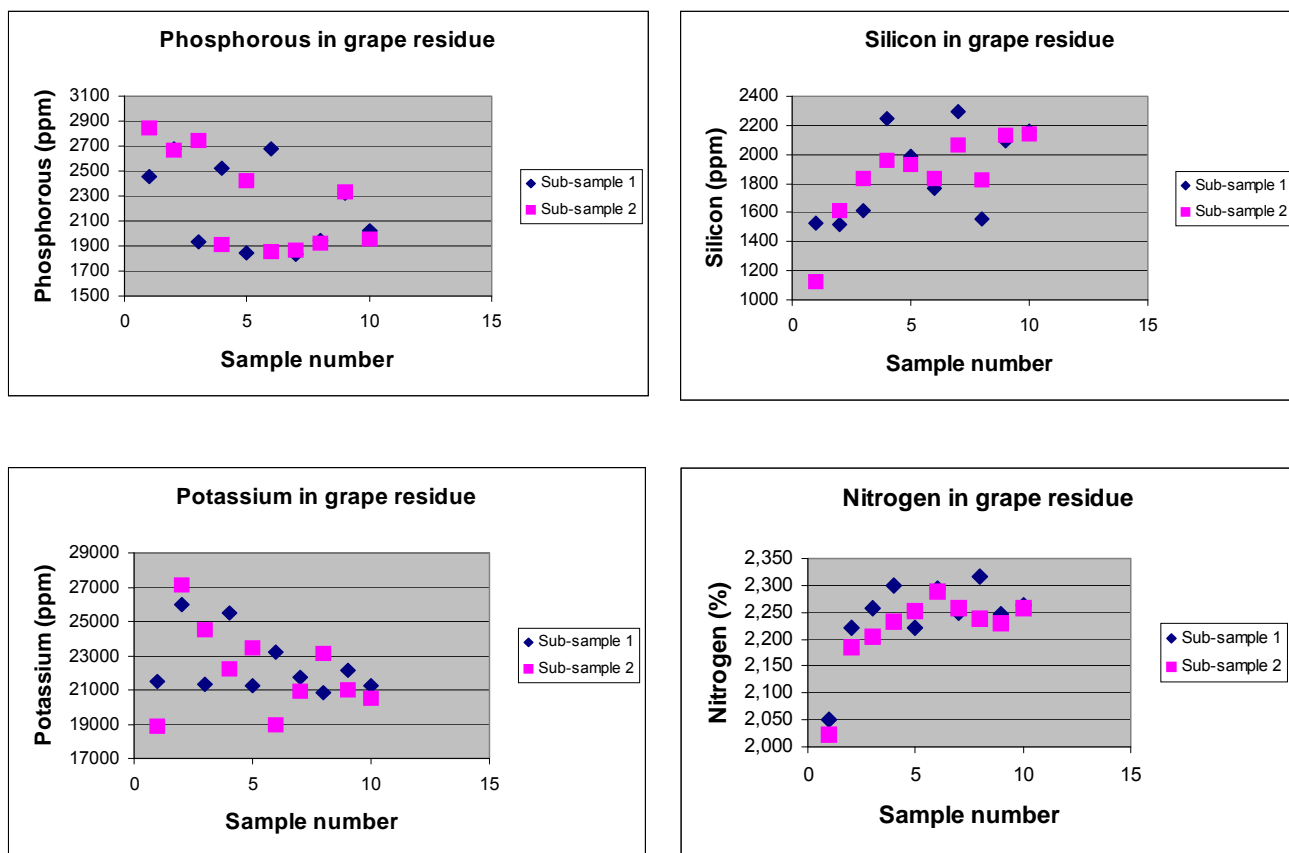 Phosphorous in grape residue
Phosphorous (ppm)
3100
2900
2700
2500
2300
2100
1900
1700
1500
0 5 10 15
Sample number
Sub-sample 1
Sub-sample 2
Silicon in grape residue
Silicon (ppm)
2400
2200
2000
1800
1600
1400
1200
1000
0 5 10 15
Sample number
Sub-sample 1
Sub-sample 2
Potassium in grape residue
Potassium (ppm)
29000
27000
25000
23000
21000
19000
17000
0 5 10 15
Sample number
Sub-sample 1
Sub-sample 2
Nitrogen in grape residue
Nitrogen (%)
2,350
2,300
2,250
2,200
2,150
2,100
2,050
2,000
0 5 10 15
Sample number
Sub-sample 1
Sub-sample 2